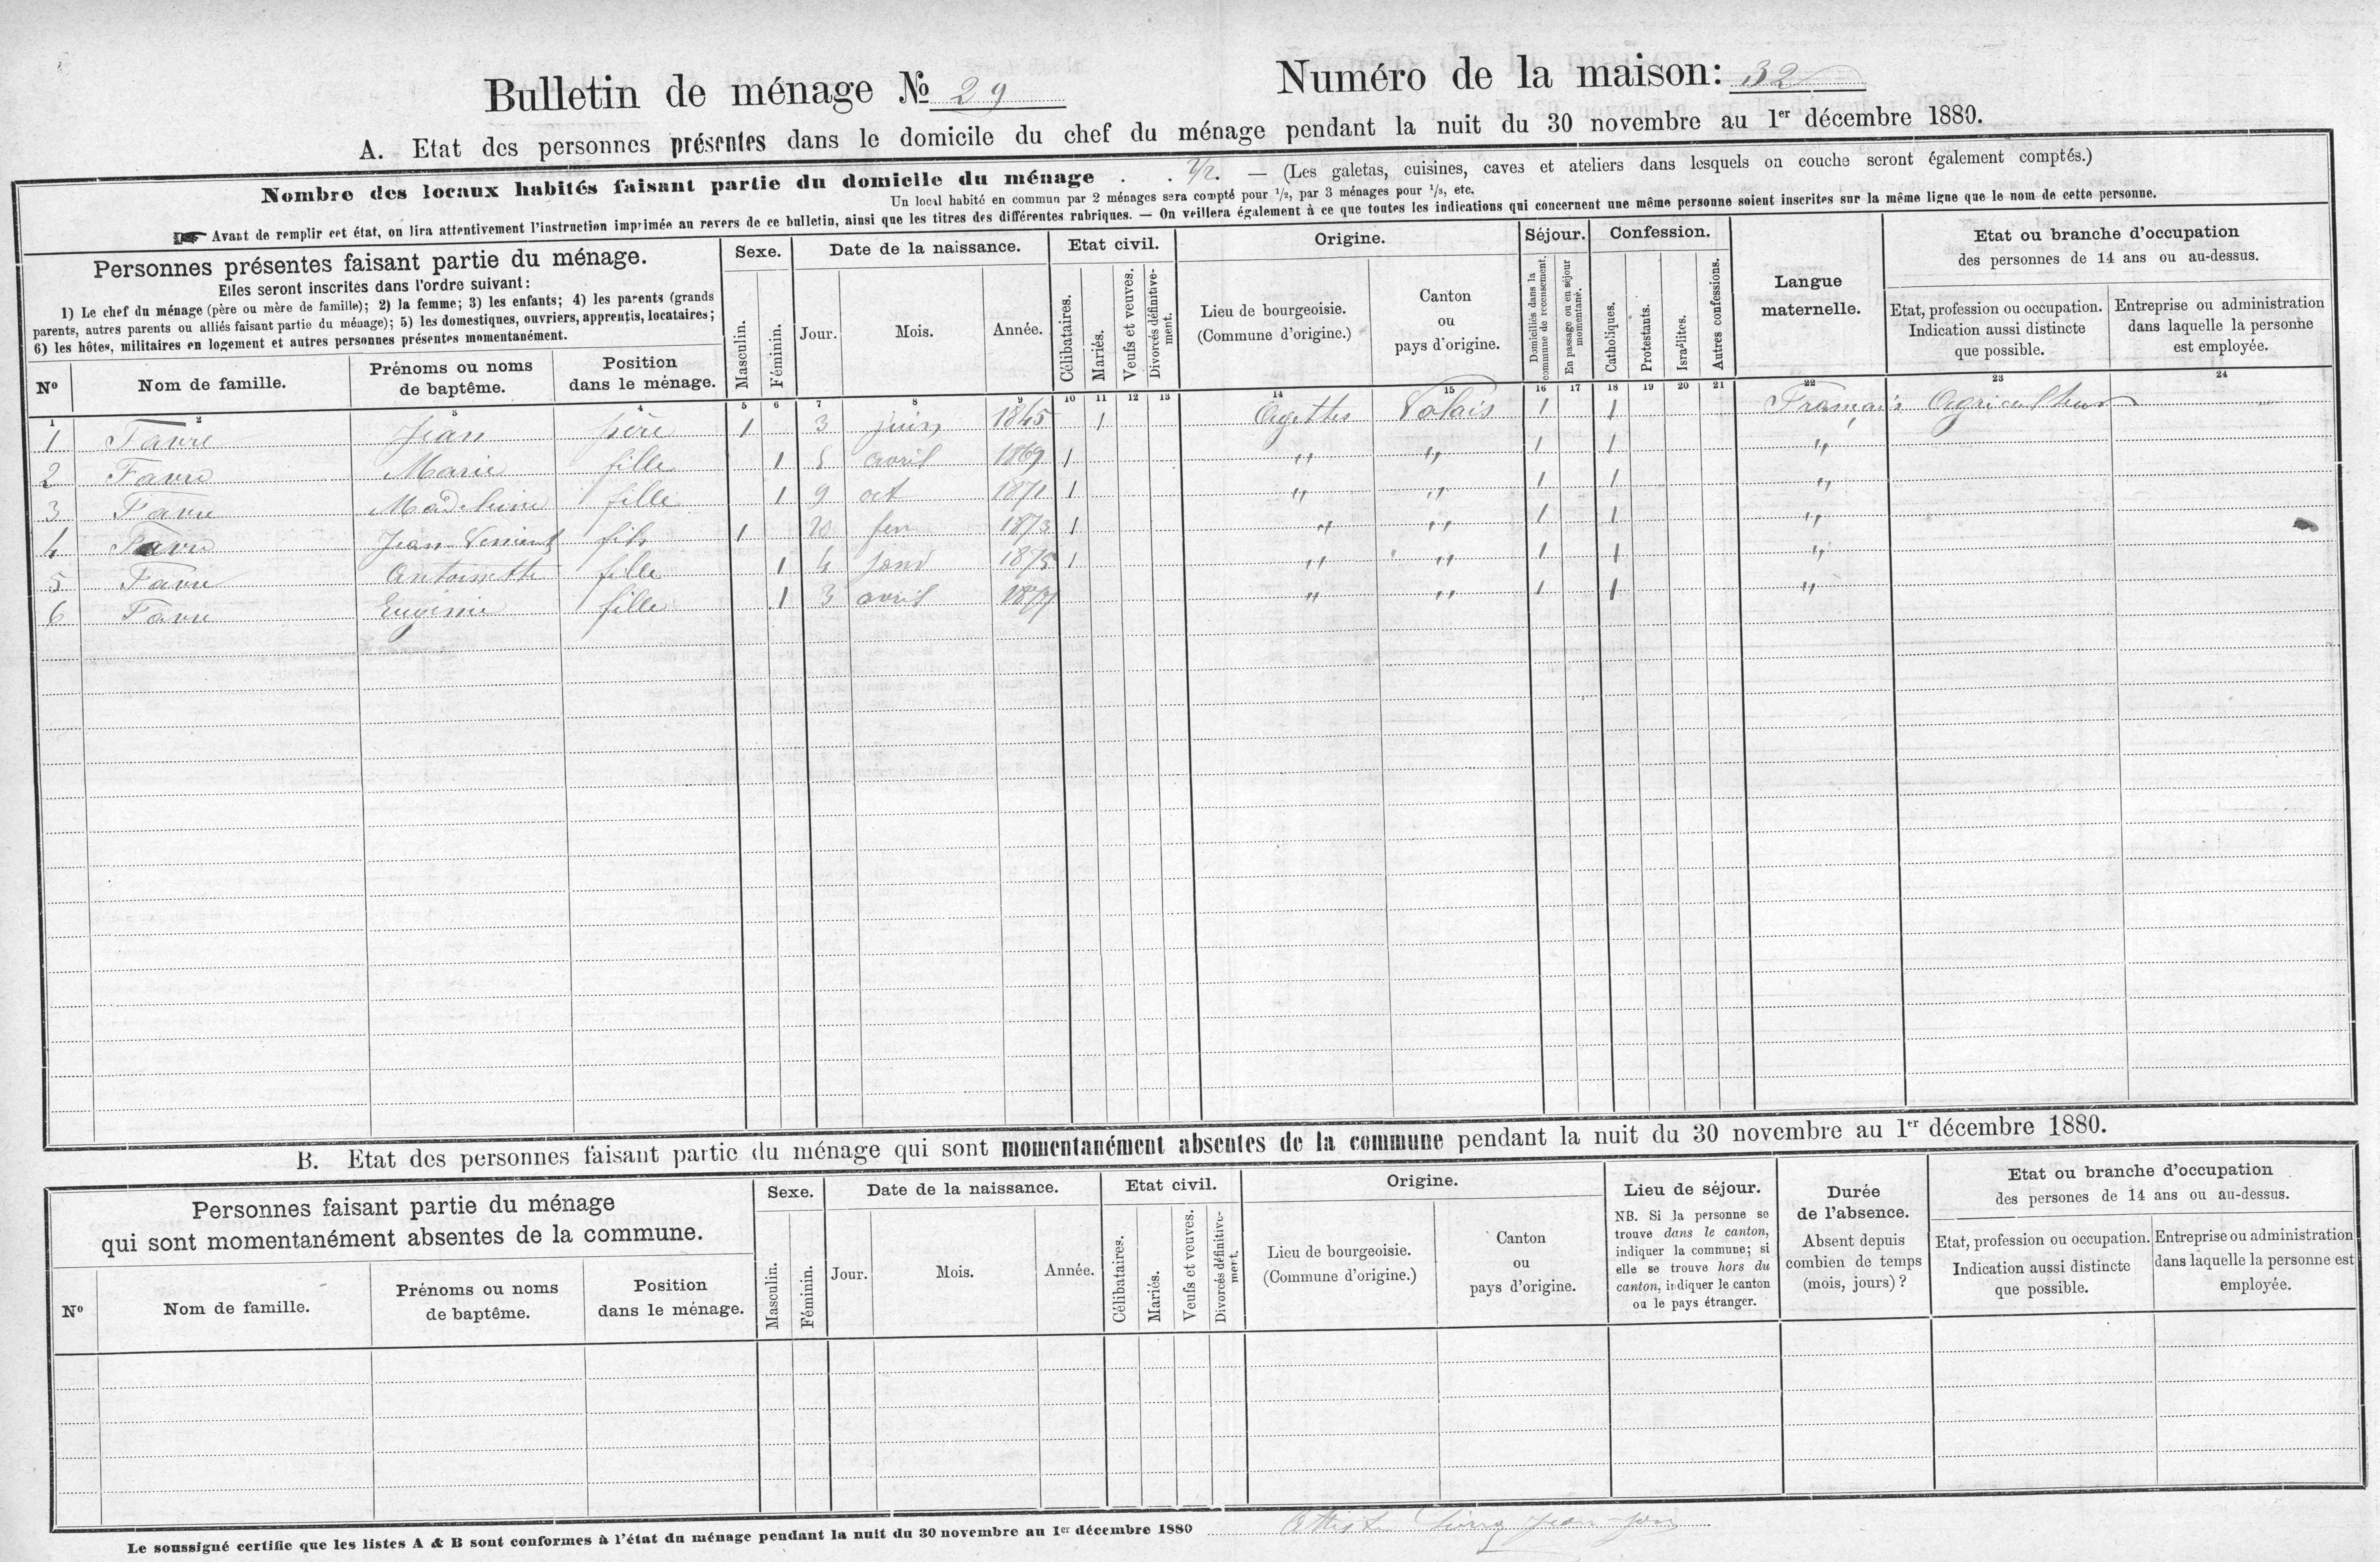 Bulletin de ménage № 29
Numéro de la maison: 32
A. Etat des personnes présentes dans le domicile du chef du ménage pendant la nuit du 30 novembre au 1er décembre 1880.
Nombre des locaux habités faisant partie du domicile du ménage . . 1/2. — (Les galetas, cuisines, caves et ateliers dans lesquels on couche seront également comptés.)
Un local habité en commun par 2 ménages sera compté pour 1/2, par 3 ménages pour 1/3, etc.
☞ Avant de remplir cet état, on lira attentivement l'instruction imprimée au revers de ce bulletin, ainsi que les titres des différentes rubriques. — On veillera également à ce que toutes les indications qui concernent une même personne soient inscrites sur la même ligne que le nom de cette personne.
Personnes présentes faisant partie du ménage.
Elles seront inscrites dans l'ordre suivant:
1) Le chef du ménage (père ou mère de famille); 2) la femme; 3) les enfants; 4) les parents (grands
parents, autres parents ou alliés faisant partie du ménage); 5) les domestiques, ouvriers, apprentis, locataires;
6) les hôtes, militaires en logement et autres personnes présentes momentanément.
Nº Nom de famille. Prénoms ou noms de baptême. Position dans le ménage.
Sexe. Masculin. Féminin.
Date de la naissance. Jour. Mois. Année.
Etat civil. Célibataires. Mariés. Veufs et veuves. Divorcés définitivement.
Origine. Lieu de bourgeoisie. (Commune d'origine.) Canton ou pays d'origine.
Séjour. Domiciliés dans la commune de recensement. En passage ou en séjour momentané.
Confession. Catholiques. Protestants. Israélites. Autres confessions.
Langue maternelle.
Etat ou branche d'occupation des personnes de 14 ans ou au-dessus.
Etat, profession ou occupation. Indication aussi distincte que possible.
Entreprise ou administration dans laquelle la personne est employée.
1 2 3 4 5 6 7 8 9 10 11 12 13 14 15 16 17 18 19 20 21 22 23 24
1 Favre Jean père 1 3 juin 1845 1 Agettes Valais 1 1 Français Agriculteur
2 Favre Marie fille 1 5 avril 1869 1 " " 1 1 "
3 Favre Madeleine fille 1 9 oct 1871 1 " " 1 1 "
4 Favre Jean Vincent fils 1 20 fev 1873 1 " " 1 1 "
5 Favre Antoinette fille 1 4 janv 1875 1 " " 1 1 "
6 Favre Eugénie fille 1 3 avril 1877 " " 1 1 "
B. Etat des personnes faisant partie du ménage qui sont momentanément absentes de la commune pendant la nuit du 30 novembre au 1er décembre 1880.
Personnes faisant partie du ménage
qui sont momentanément absentes de la commune.
Nº Nom de famille. Prénoms ou noms de baptême. Position dans le ménage.
Sexe. Masculin. Féminin.
Date de la naissance. Jour. Mois. Année.
Etat civil. Célibataires. Mariés. Veufs et veuves. Divorcés définitivement.
Origine. Lieu de bourgeoisie. (Commune d'origine.) Canton ou pays d'origine.
Lieu de séjour.
NB. Si la personne se trouve dans le canton, indiquer la commune; si elle se trouve hors du canton, indiquer le canton ou le pays étranger.
Durée de l'absence.
Absent depuis combien de temps (mois, jours)?
Etat ou branche d'occupation des persones de 14 ans ou au-dessus.
Etat, profession ou occupation. Indication aussi distincte que possible.
Entreprise ou administration dans laquelle la personne est employée.
Le soussigné certifie que les listes A & B sont conformes à l'état du ménage pendant la nuit du 30 novembre au 1er décembre 1880